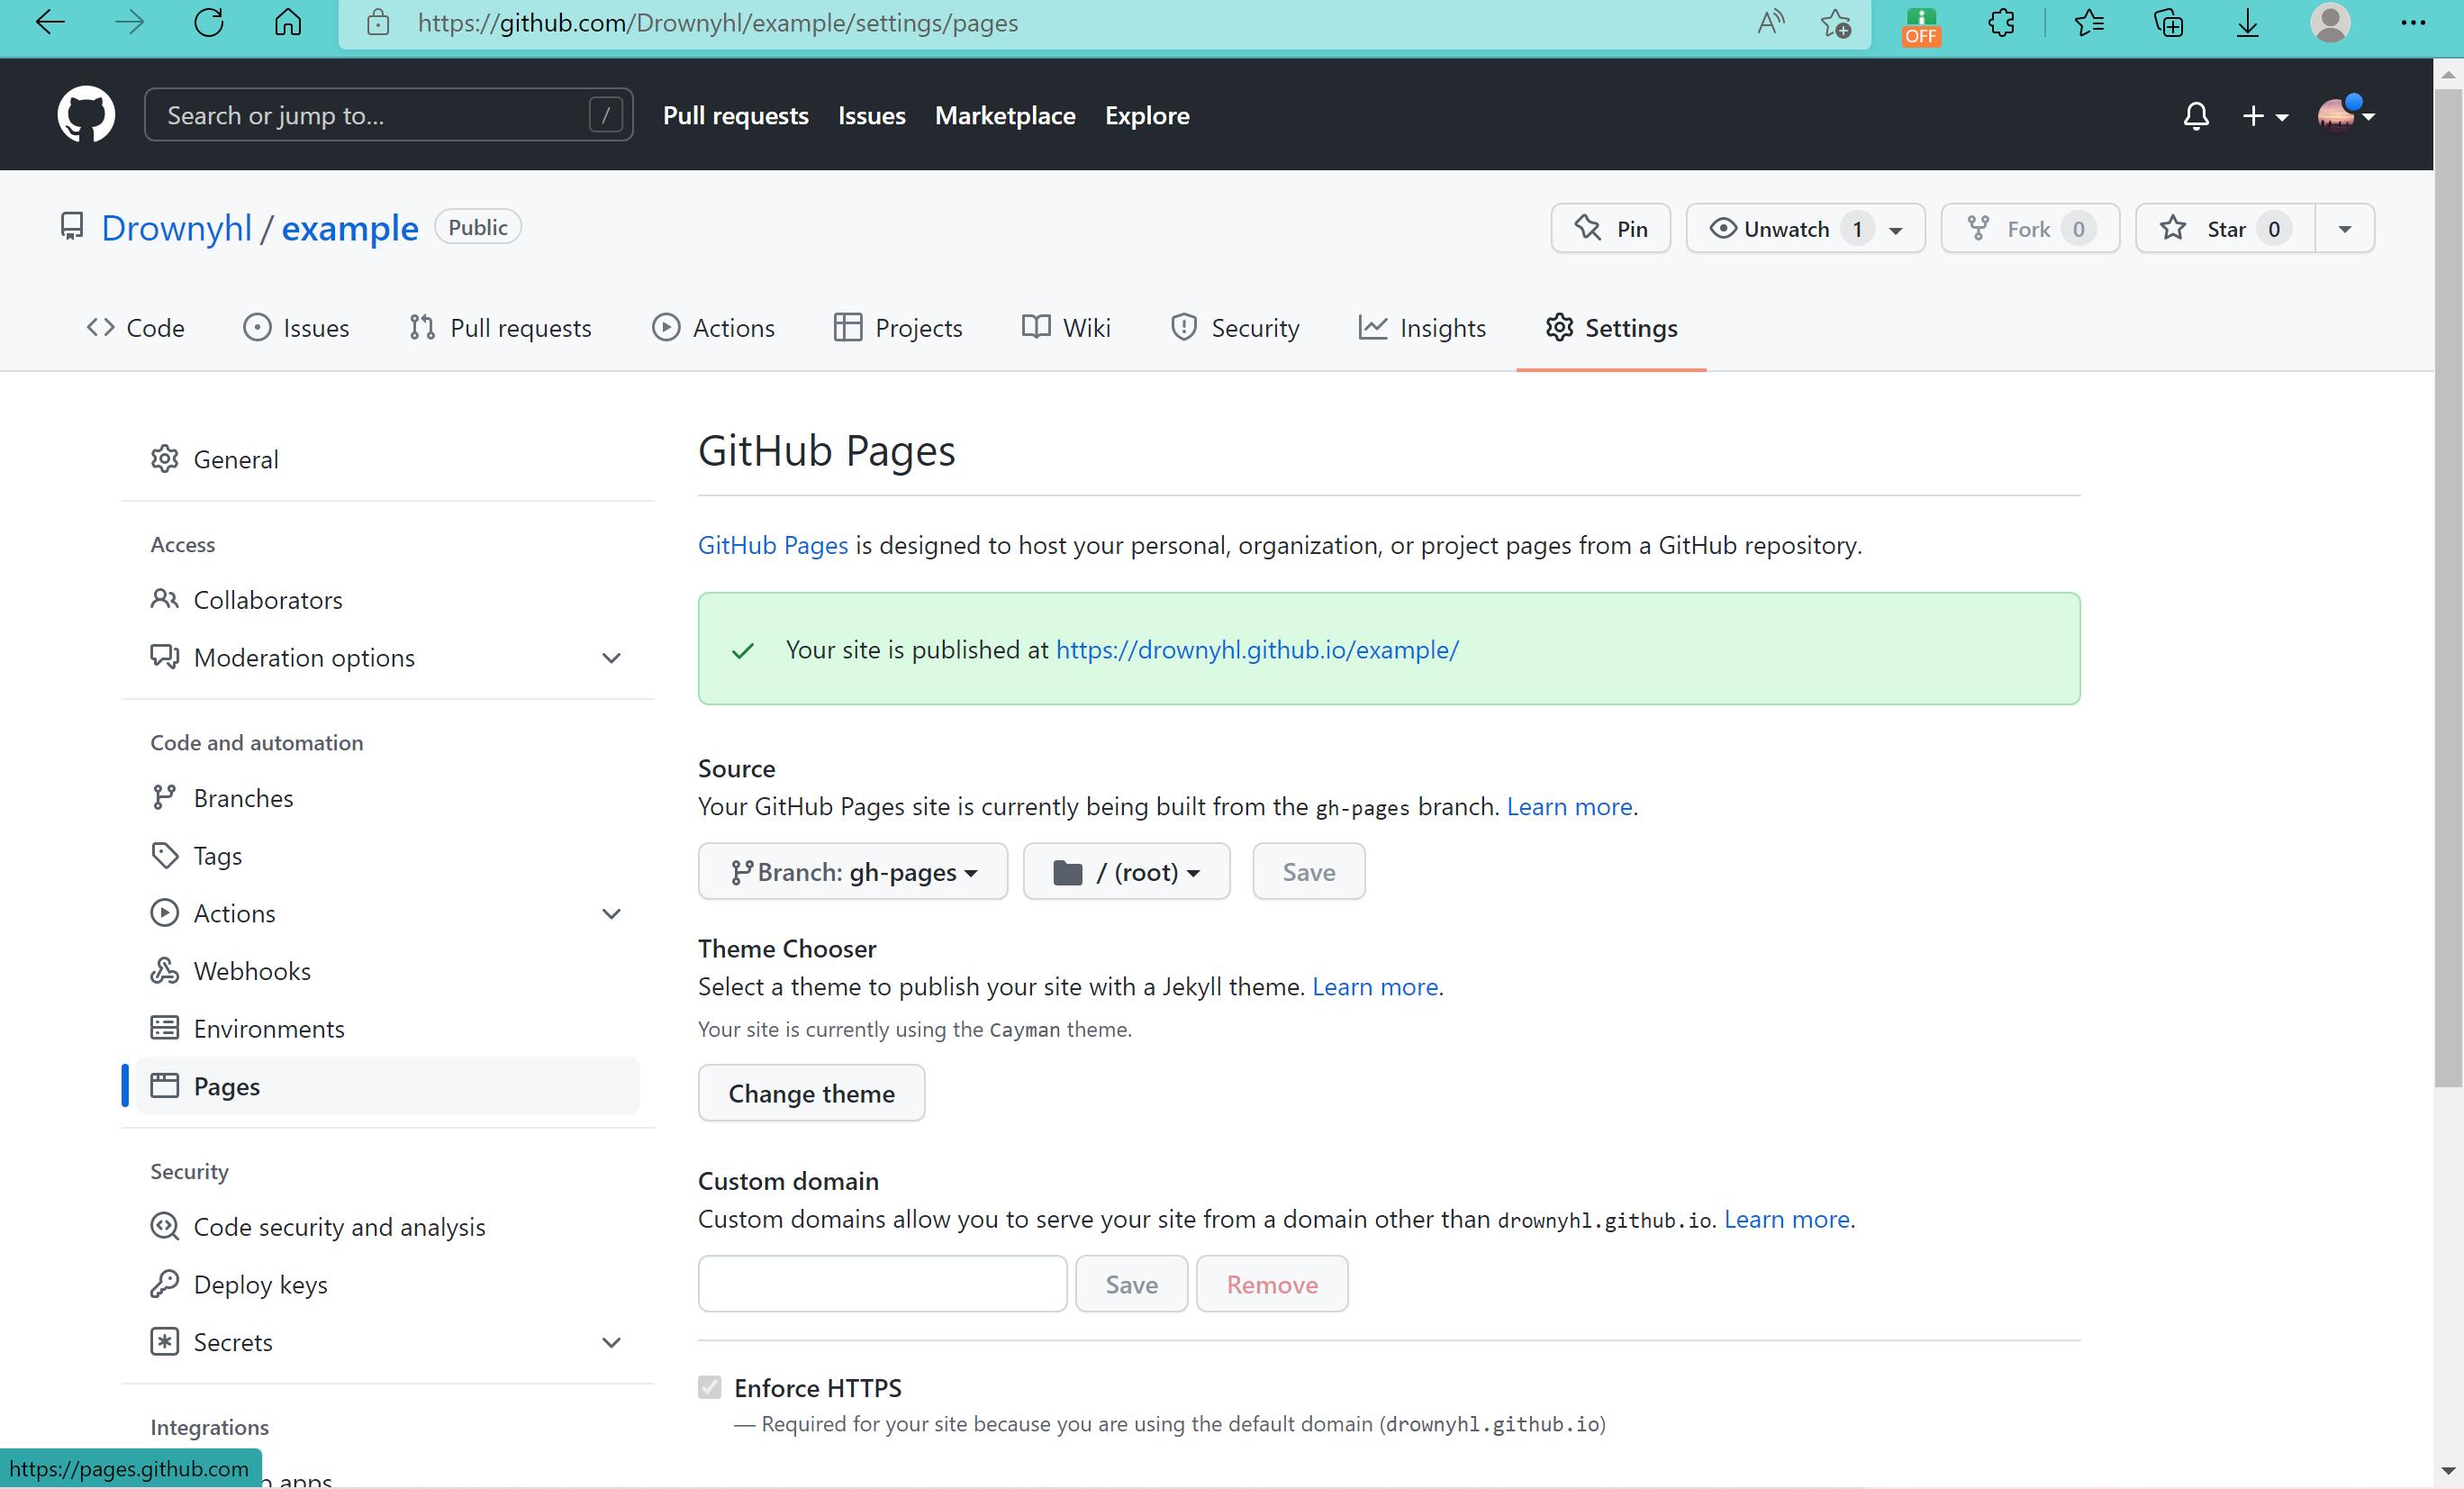 https://github.com/Drownyhl/example/settings/pages
OFF
Search or jump to... /
Pull requests Issues Marketplace Explore
Drownyhl / example Public
Pin
Unwatch 1
Fork 0
Star 0
Code Issues Pull requests Actions Projects Wiki Security Insights Settings
General
Access
Collaborators
Moderation options
Code and automation
Branches
Tags
Actions
Webhooks
Environments
Pages
Security
Code security and analysis
Deploy keys
Secrets
Integrations
apps
GitHub Pages
GitHub Pages is designed to host your personal, organization, or project pages from a GitHub repository.
Your site is published at https://drownyhl.github.io/example/
Source
Your GitHub Pages site is currently being built from the gh-pages branch. Learn more.
Branch: gh-pages / (root) Save
Theme Chooser
Select a theme to publish your site with a Jekyll theme. Learn more.
Your site is currently using the Cayman theme.
Change theme
Custom domain
Custom domains allow you to serve your site from a domain other than drownyhl.github.io. Learn more.
Save Remove
Enforce HTTPS
— Required for your site because you are using the default domain (drownyhl.github.io)
https://pages.github.com